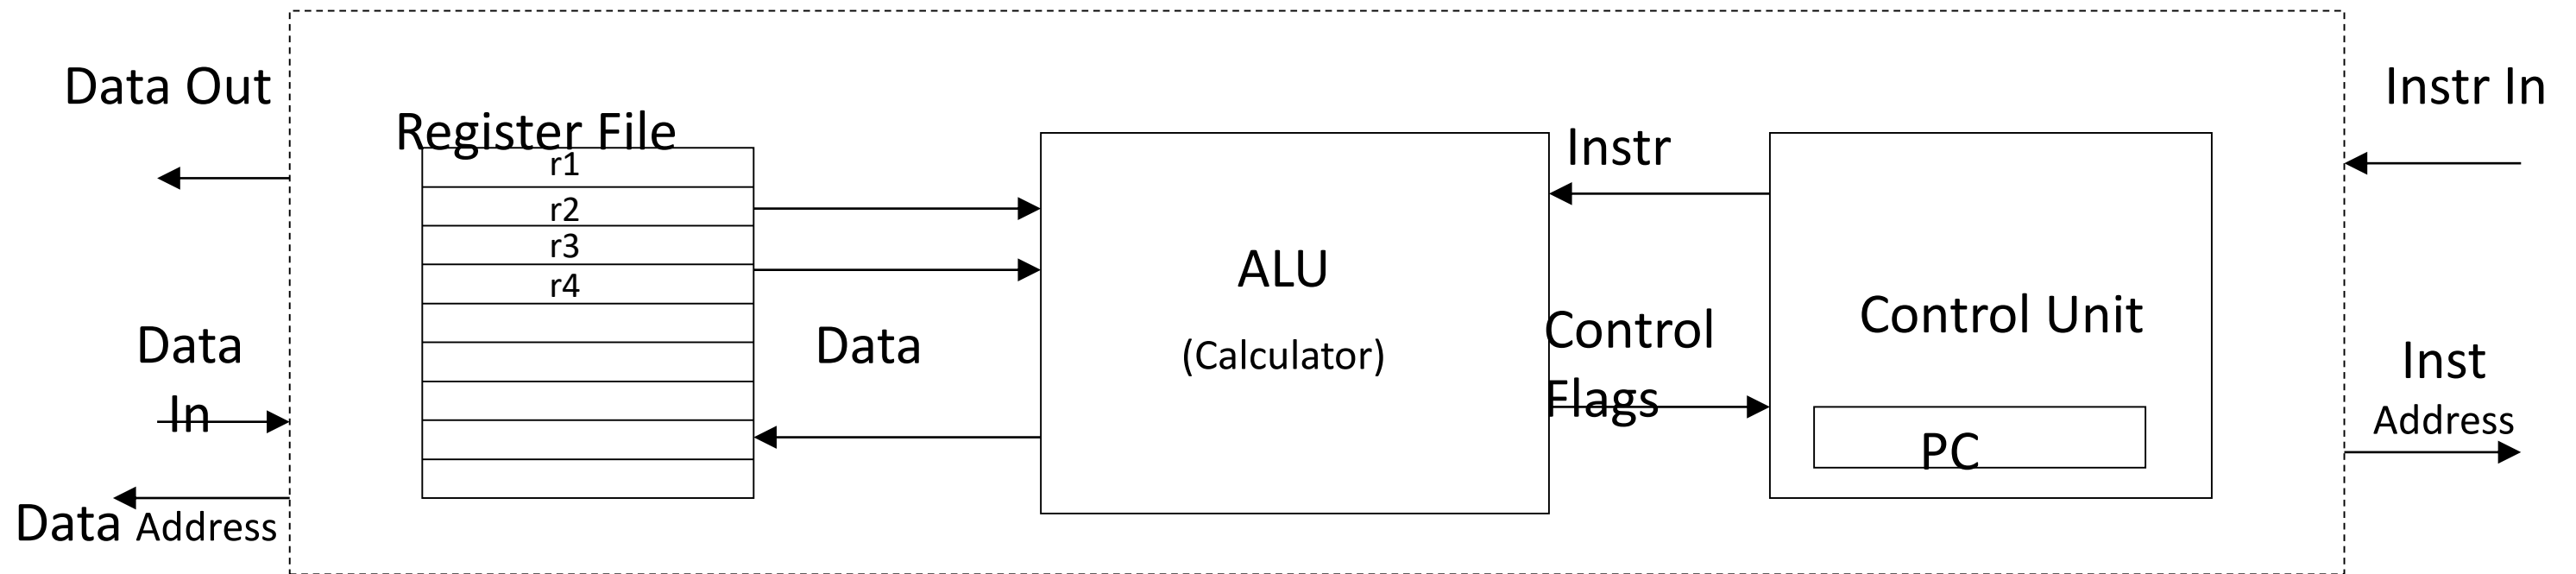 Data Out
Instr In
Register File
r1
r2
r3
r4
Data
ALU
(Calculator)
Instr
Control
Flags
Control Unit
PC
Data
In
Data Address
Inst
Address